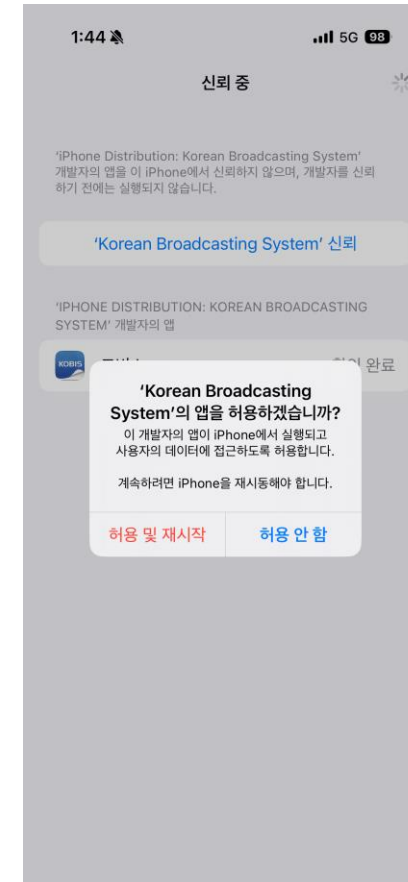 1:44
5G 98
신뢰 중
'iPhone Distribution: Korean Broadcasting System'
개발자의 앱을 이 iPhone에서 신뢰하지 않으며, 개발자를 신뢰
하기 전에는 실행되지 않습니다.
'Korean Broadcasting System' 신뢰
'IPHONE DISTRIBUTION: KOREAN BROADCASTING
SYSTEM' 개발자의 앱
KOBIS
완료
'Korean Broadcasting
System'의 앱을 허용하겠습니까?
이 개발자의 앱이 iPhone에서 실행되고
사용자의 데이터에 접근하도록 허용합니다.
계속하려면 iPhone을 재시동해야 합니다.
허용 및 재시작
허용 안 함